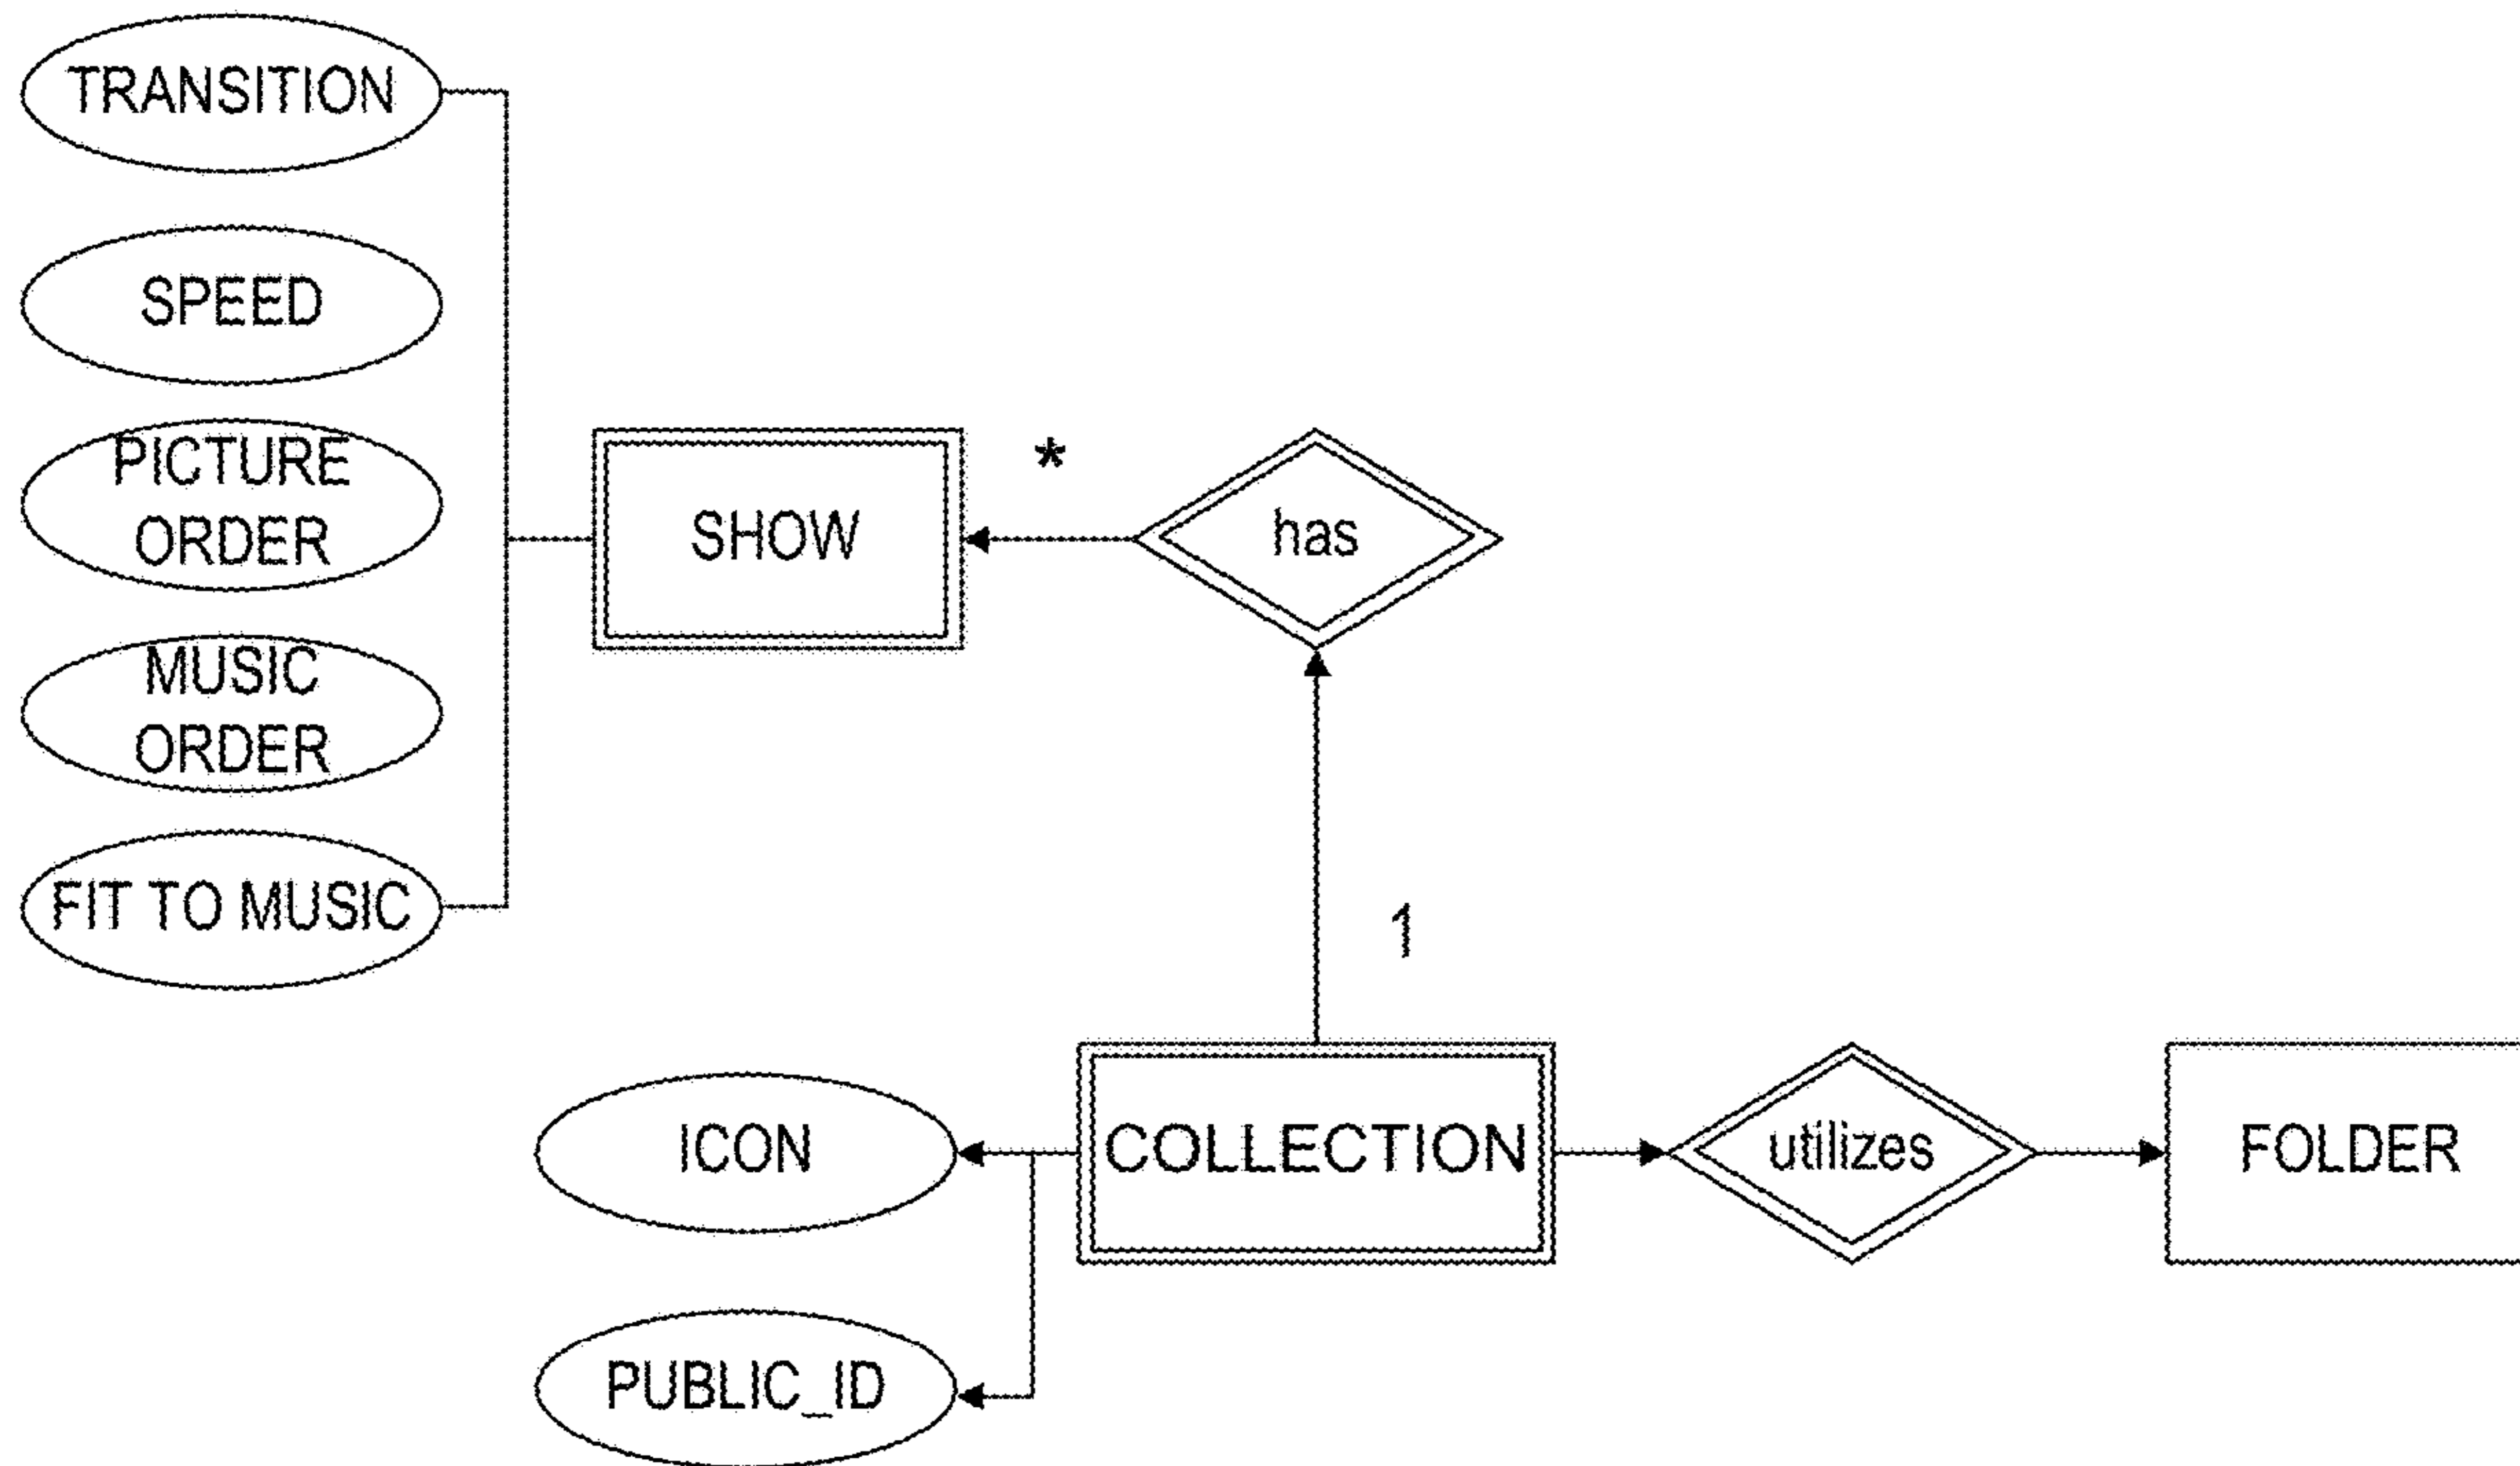 TRANSITION
SPEED
PICTURE
ORDER
MUSIC
ORDER
FIT TO MUSIC
SHOW
*
has
1
ICON
COLLECTION
utilizes
FOLDER
PUBLIC_ID